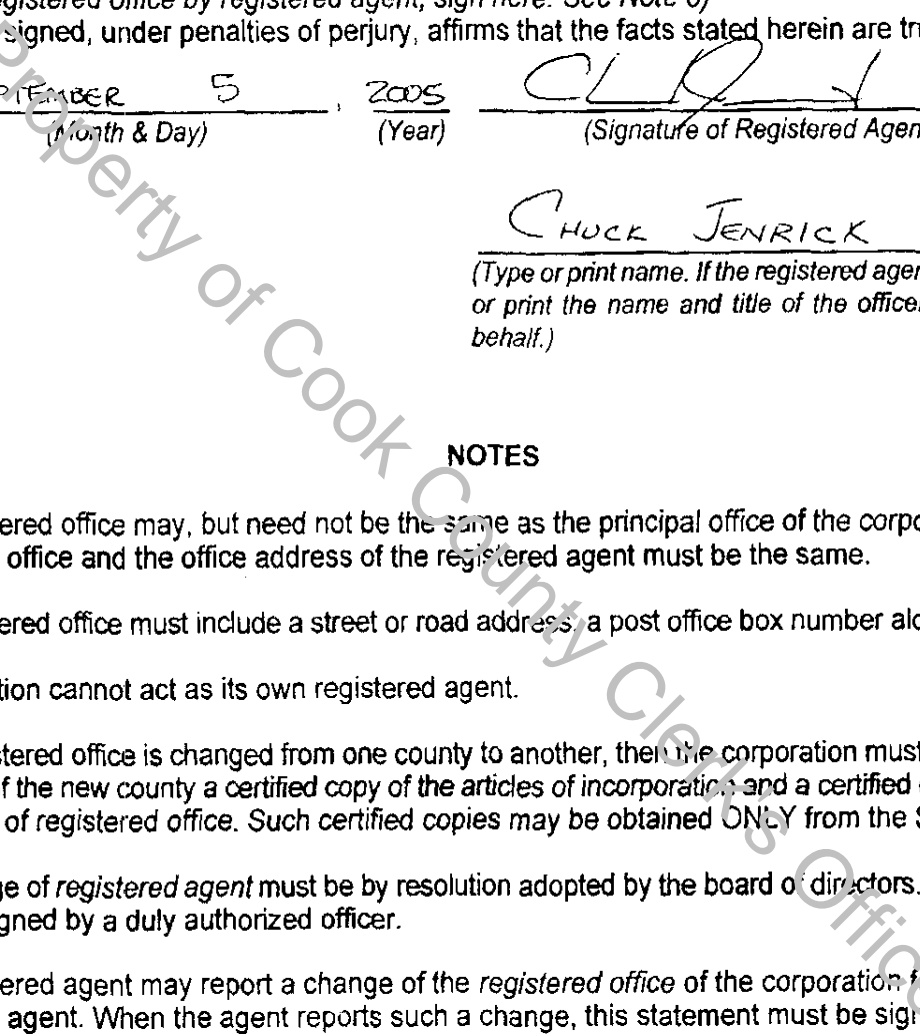 registered office by registered agent, sign here. See Note 6)
signed, under penalties of perjury, affirms that the facts stated herein are tr
PTEMBER 5, 2005
(Month & Day) (Year) (Signature of Registered Agen
CHUCK JENRICK
(Type or print name. If the registered agen
or print the name and title of the office
behalf.)
NOTES
ered office may, but need not be the same as the principal office of the corpo
office and the office address of the registered agent must be the same.
ered office must include a street or road address; a post office box number alo
tion cannot act as its own registered agent.
stered office is changed from one county to another, then the corporation must
f the new county a certified copy of the articles of incorporation and a certified
of registered office. Such certified copies may be obtained ONLY from the S
ge of registered agent must be by resolution adopted by the board of directors.
gned by a duly authorized officer.
ered agent may report a change of the registered office of the corporation f
agent. When the agent reports such a change, this statement must be sig
Property of Cook County Clerk's Office